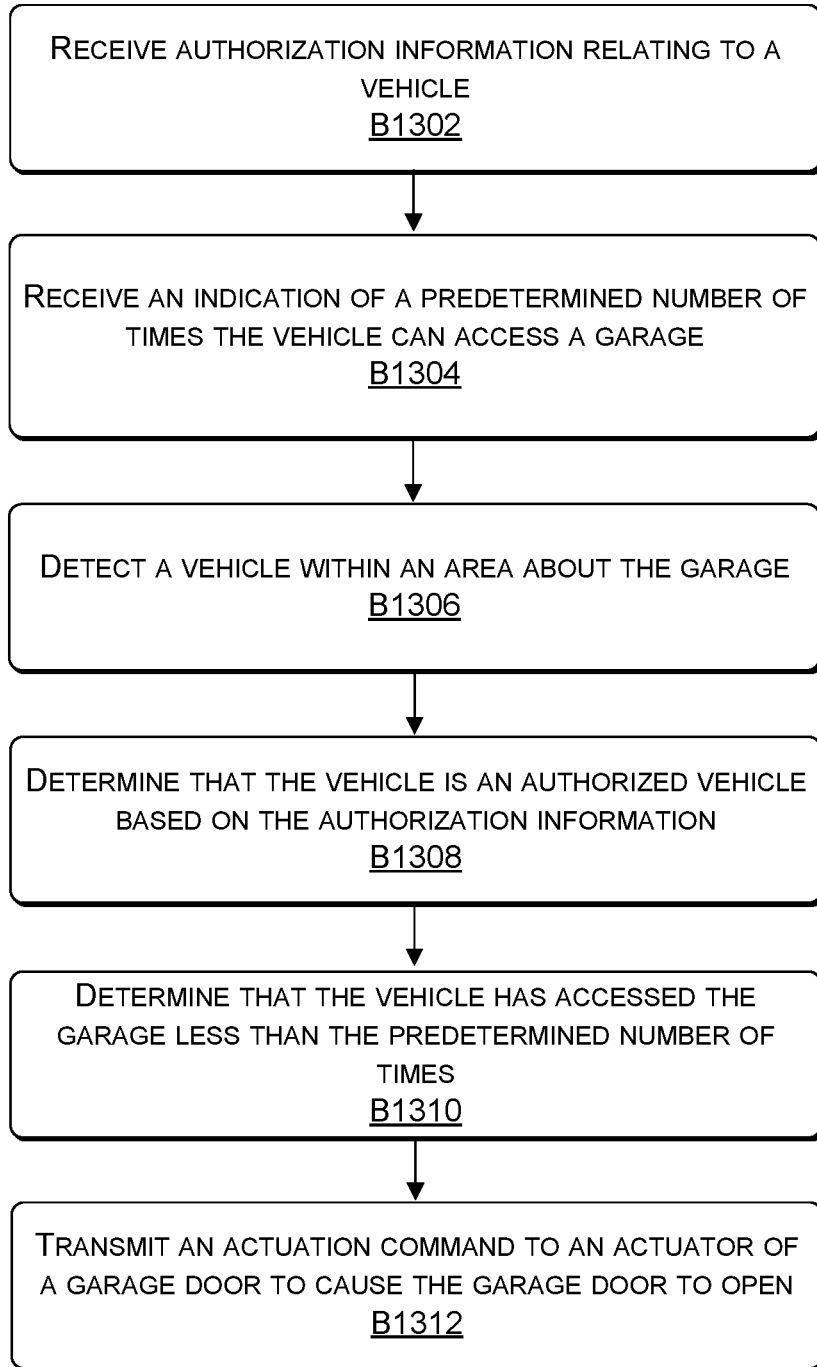 RECEIVE AUTHORIZATION INFORMATION RELATING TO A
VEHICLE
B1302
RECEIVE AN INDICATION OF A PREDETERMINED NUMBER OF
TIMES THE VEHICLE CAN ACCESS A GARAGE
B1304
DETECT A VEHICLE WITHIN AN AREA ABOUT THE GARAGE
B1306
DETERMINE THAT THE VEHICLE IS AN AUTHORIZED VEHICLE
BASED ON THE AUTHORIZATION INFORMATION
B1308
DETERMINE THAT THE VEHICLE HAS ACCESSED THE
GARAGE LESS THAN THE PREDETERMINED NUMBER OF
TIMES
B1310
TRANSMIT AN ACTUATION COMMAND TO AN ACTUATOR OF
A GARAGE DOOR TO CAUSE THE GARAGE DOOR TO OPEN
B1312